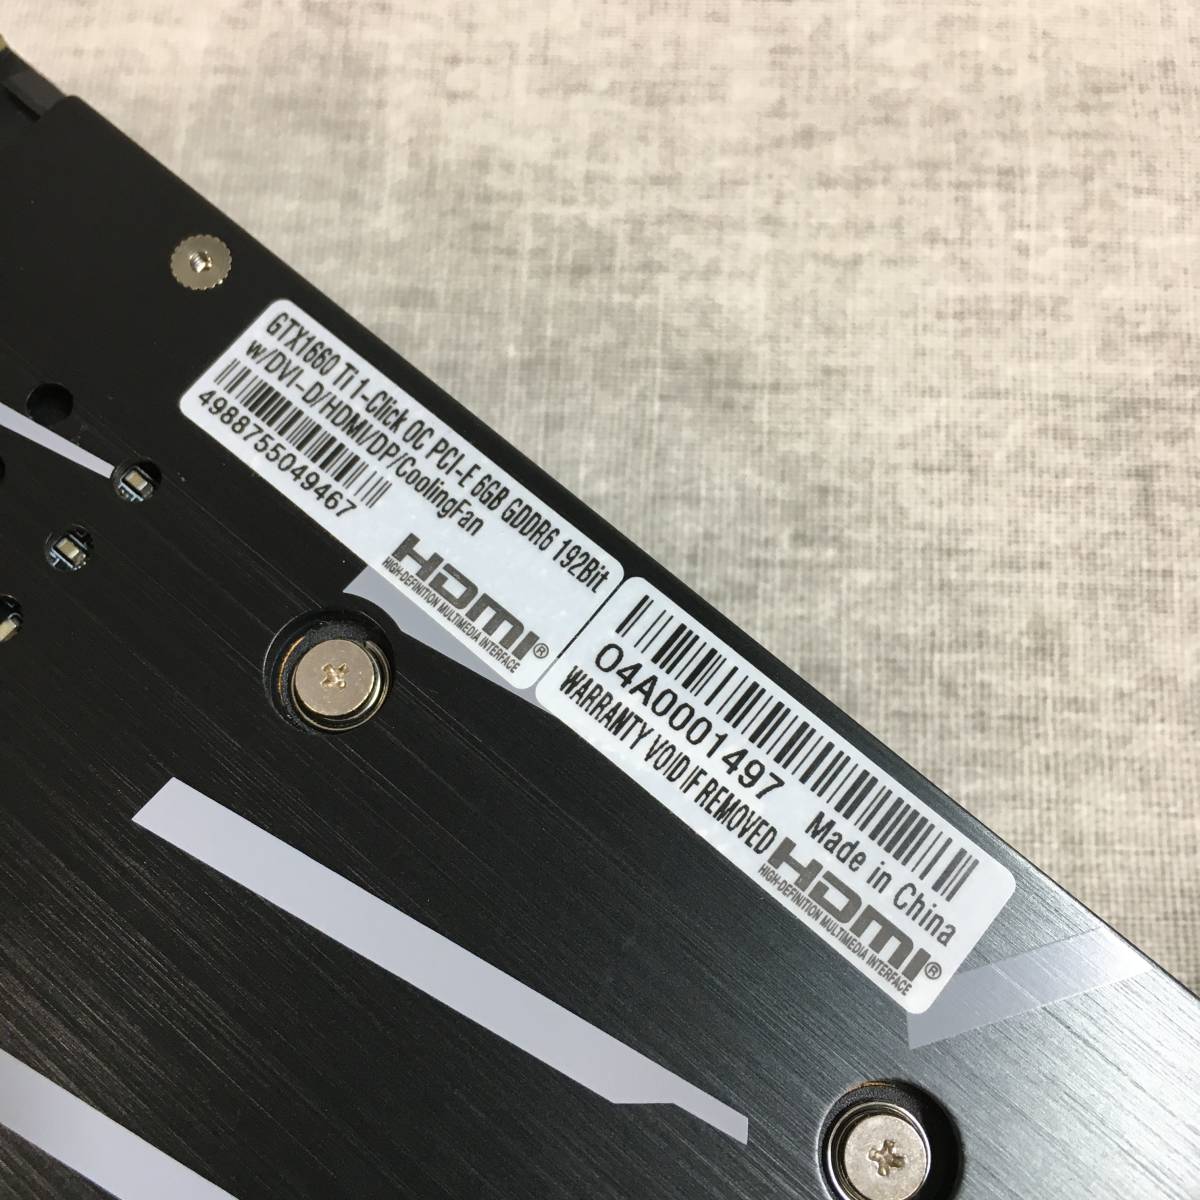 GTX1660 Ti 1-Click OC PCI-E 6GB GDDR6 192Bit
w/DVI-D/HDMI/DP/CoolingFan
4988755049467
HDMI®
HIGH-DEFINITION MULTIMEDIA INTERFACE
04A0001497
Made in China
WARRANTY VOID IF REMOVED
HDMI®
HIGH-DEFINITION MULTIMEDIA INTERFACE